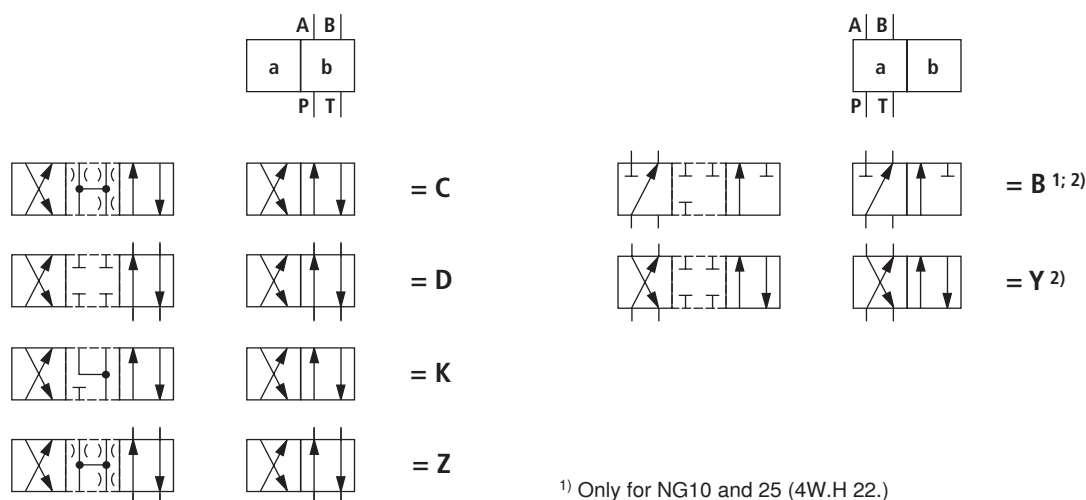 A B
a b
P T
= C
= D
= K
= Z
A B
a b
P T
= B 1; 2)
= Y 2)
1) Only for NG10 and 25 (4W.H 22.)